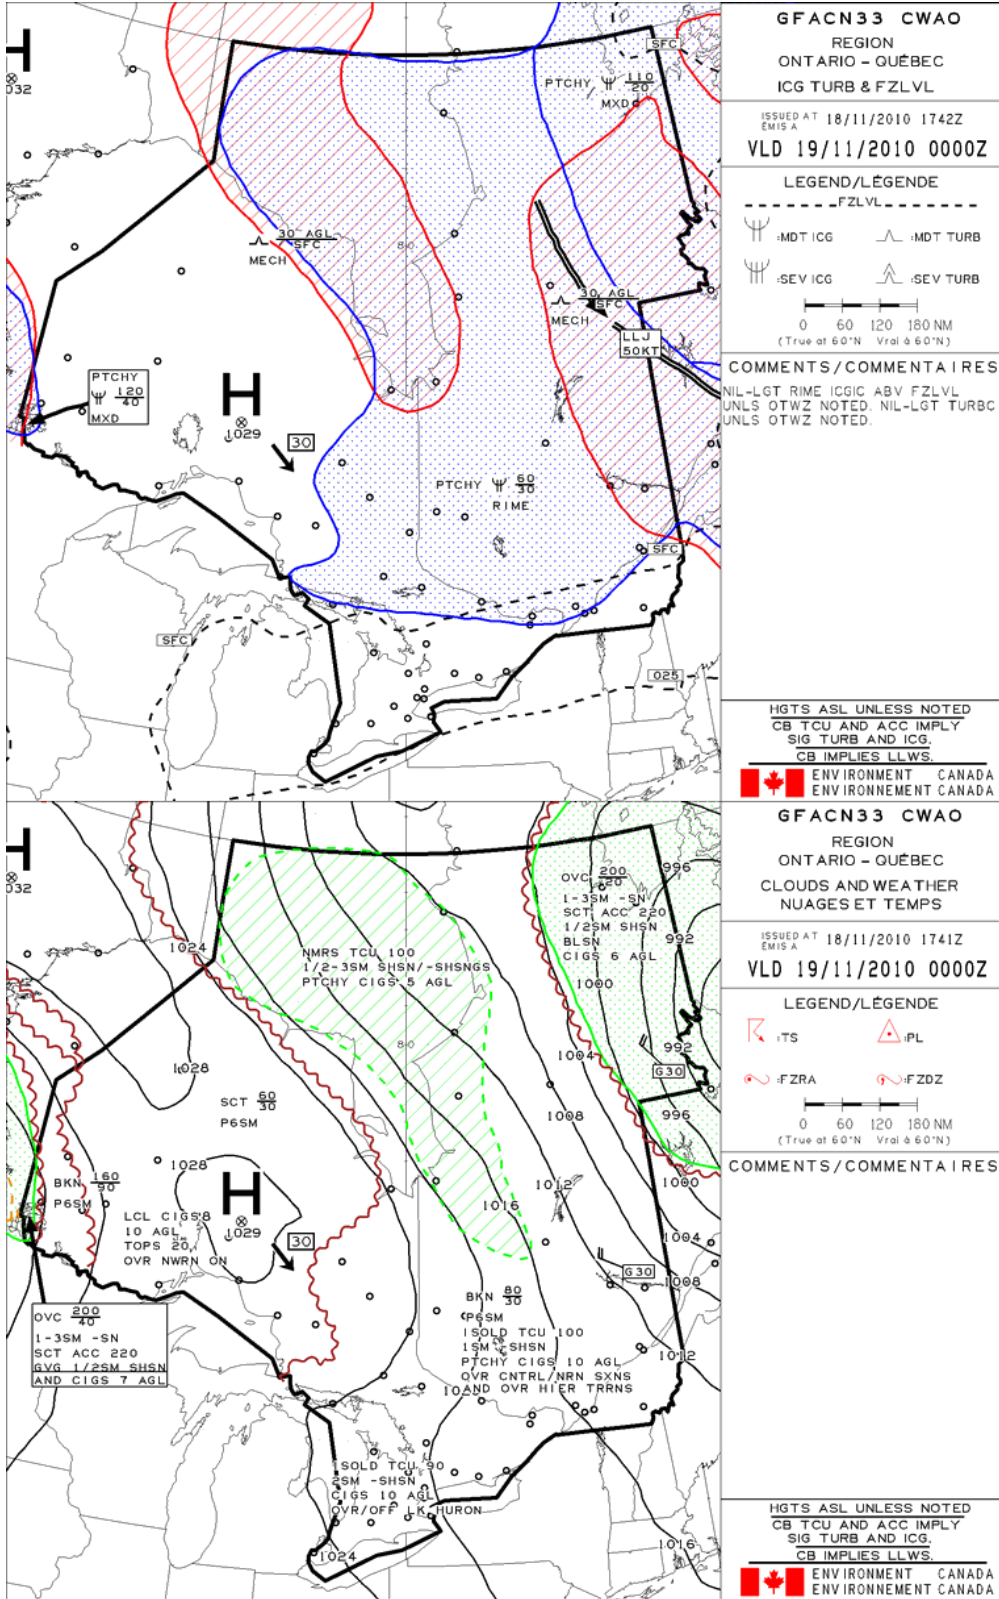 GFACN33 CWAO
REGION
ONTARIO – QUÉBEC
ICG TURB & FZLVL
ISSUED AT
ÉMIS A
18/11/2010 1742Z
VLD 19/11/2010 0000Z
LEGEND/LÉGENDE
FZLVL
:MDT ICG
:MDT TURB
:SEV ICG
:SEV TURB
0 60 120 180 NM
(True at 60°N Vrai à 60°N)
COMMENTS/COMMENTAIRES
NIL-LGT RIME ICGIC ABV FZLVL
UNLS OTWZ NOTED. NIL-LGT TURBC
UNLS OTWZ NOTED.
HGTS ASL UNLESS NOTED
CB TCU AND ACC IMPLY
SIG TURB AND ICG.
CB IMPLIES LLWS.
ENVIRONMENT CANADA
ENVIRONNEMENT CANADA
H
032
SFC
PTCHY 110
20
MXD
30 AGL
SFC
MECH
80
30 AGL
SFC
MECH
LLJ
50KT
PTCHY
120
40
MXD
H
1029
30
PTCHY 60
30
RIME
SFC
SFC
025
GFACN33 CWAO
REGION
ONTARIO – QUÉBEC
CLOUDS AND WEATHER
NUAGES ET TEMPS
ISSUED AT
ÉMIS A
18/11/2010 1741Z
VLD 19/11/2010 0000Z
LEGEND/LÉGENDE
:TS
:PL
:FZRA
:FZDZ
0 60 120 180 NM
(True at 60°N Vrai à 60°N)
COMMENTS/COMMENTAIRES
HGTS ASL UNLESS NOTED
CB TCU AND ACC IMPLY
SIG TURB AND ICG.
CB IMPLIES LLWS.
ENVIRONMENT CANADA
ENVIRONNEMENT CANADA
H
032
OVC 200
20
1-3SM -SN
SCT ACC 220
1/2SM SHSN
BLSN
CIGS 6 AGL
996
992
1000
1024
NMRS TCU 100
1/2-3SM SHSN/-SHSNGS
PTCHY CIGS 5 AGL
80
992
1004
G30
1028
996
SCT 60
30
P6SM
1008
1028
BKN 160
90
P6SM
H
1029
30
1012
1016
1000
LCL CIGS 8
10 AGL
TOPS 20
OVR NWRN ON
1004
G30
1008
BKN 80
30
P6SM
ISOLD TCU 100
1SM -SHSN
PTCHY CIGS 10 AGL
OVR CNTRL/NRN SXNS
AND OVR HIER TRRNS
1012
OVC 200
40
1-3SM -SN
SCT ACC 220
GVG 1/2SM SHSN
AND CIGS 7 AGL
ISOLD TCU 90
2SM -SHSN
CIGS 10 AGL
OVR/OFF LK HURON
1024
1016